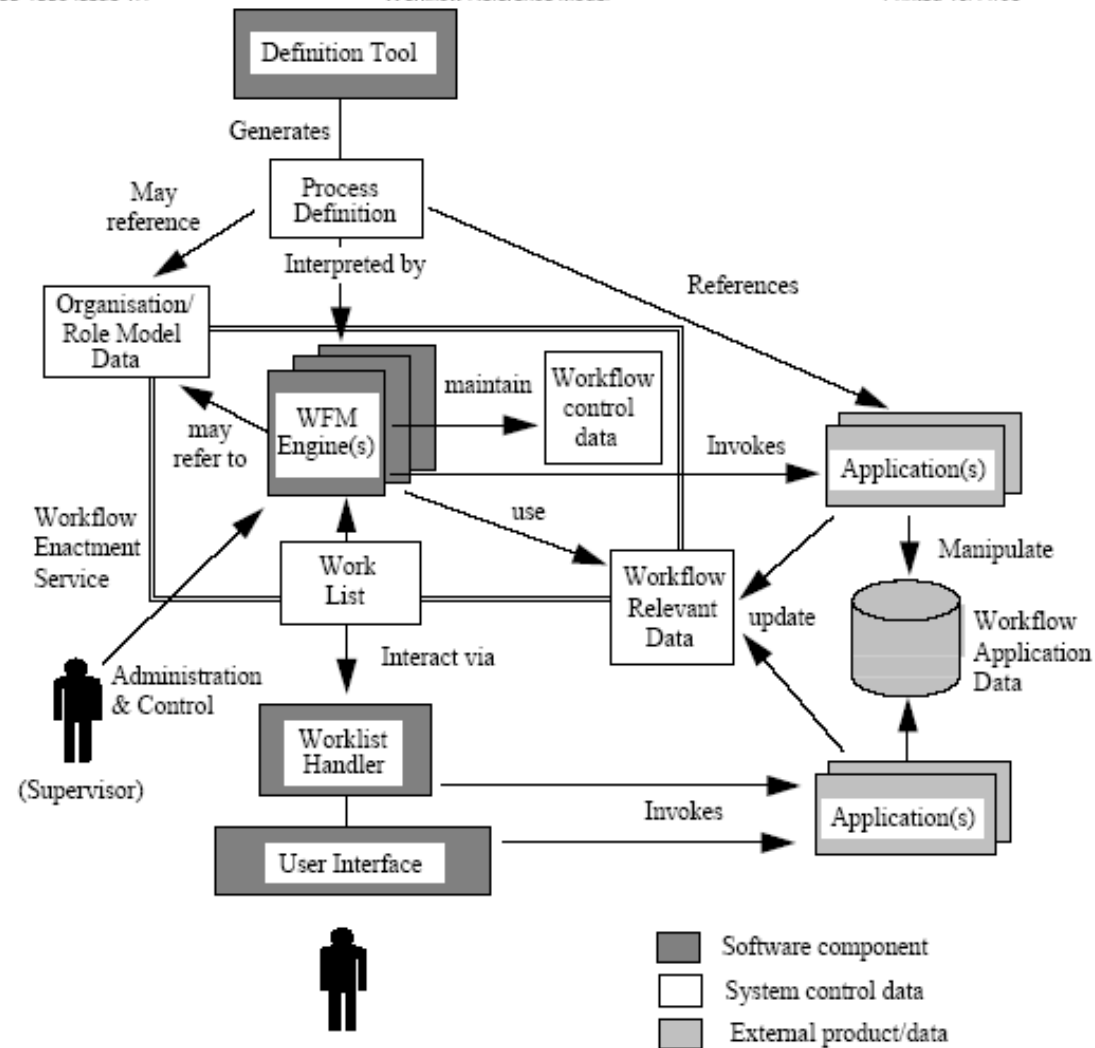 Definition Tool
Generates
Process
Definition
May
reference
Interpreted by
References
Organisation/
Role Model
Data
WFM
Engine(s)
maintain
Workflow
control
data
may
refer to
Invokes
Application(s)
use
Workflow
Enactment
Service
Work
List
Workflow
Relevant
Data
update
Manipulate
Workflow
Application
Data
Interact via
Administration
& Control
(Supervisor)
Worklist
Handler
Invokes
Application(s)
User Interface
Software component
System control data
External product/data